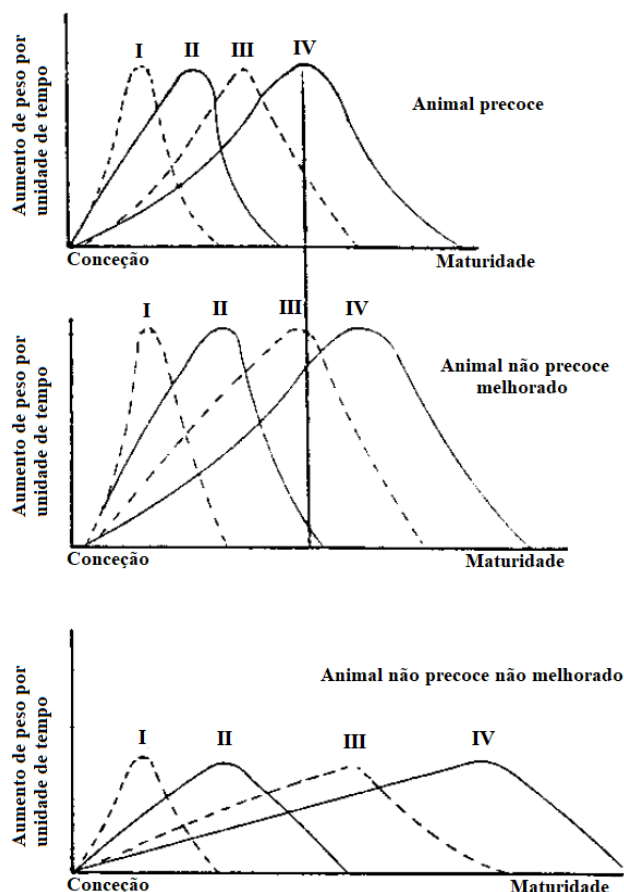 I II III IV
Animal precoce
Aumento de peso por
unidade de tempo
Conceção Maturidade
I II III IV
Animal não precoce
melhorado
Aumento de peso por
unidade de tempo
Conceção Maturidade
Animal não precoce não melhorado
I II III IV
Aumento de peso por
unidade de tempo
Conceção Maturidade